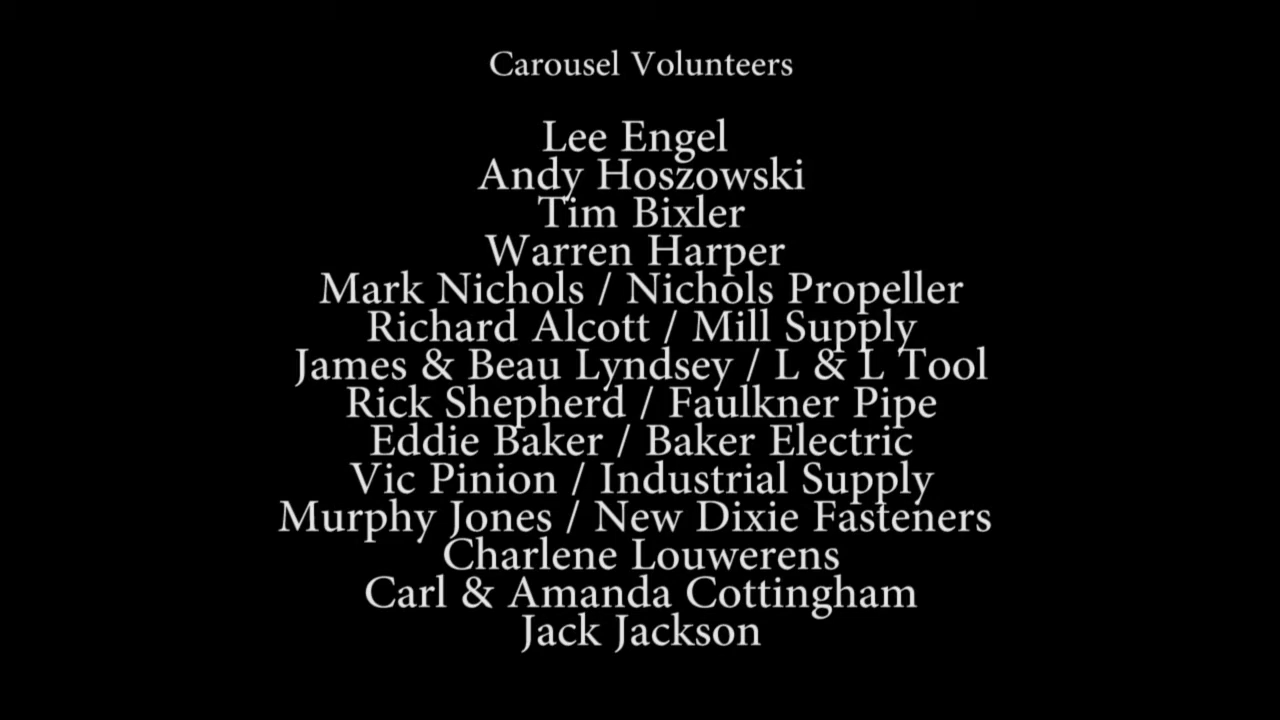 Carousel Volunteers
Lee Engel
Andy Hoszowski
Tim Bixler
Warren Harper
Mark Nichols / Nichols Propeller
Richard Alcott / Mill Supply
James & Beau Lyndsey / L & L Tool
Rick Shepherd / Faulkner Pipe
Eddie Baker / Baker Electric
Vic Pinion / Industrial Supply
Murphy Jones / New Dixie Fasteners
Charlene Louwerens
Carl & Amanda Cottingham
Jack Jackson